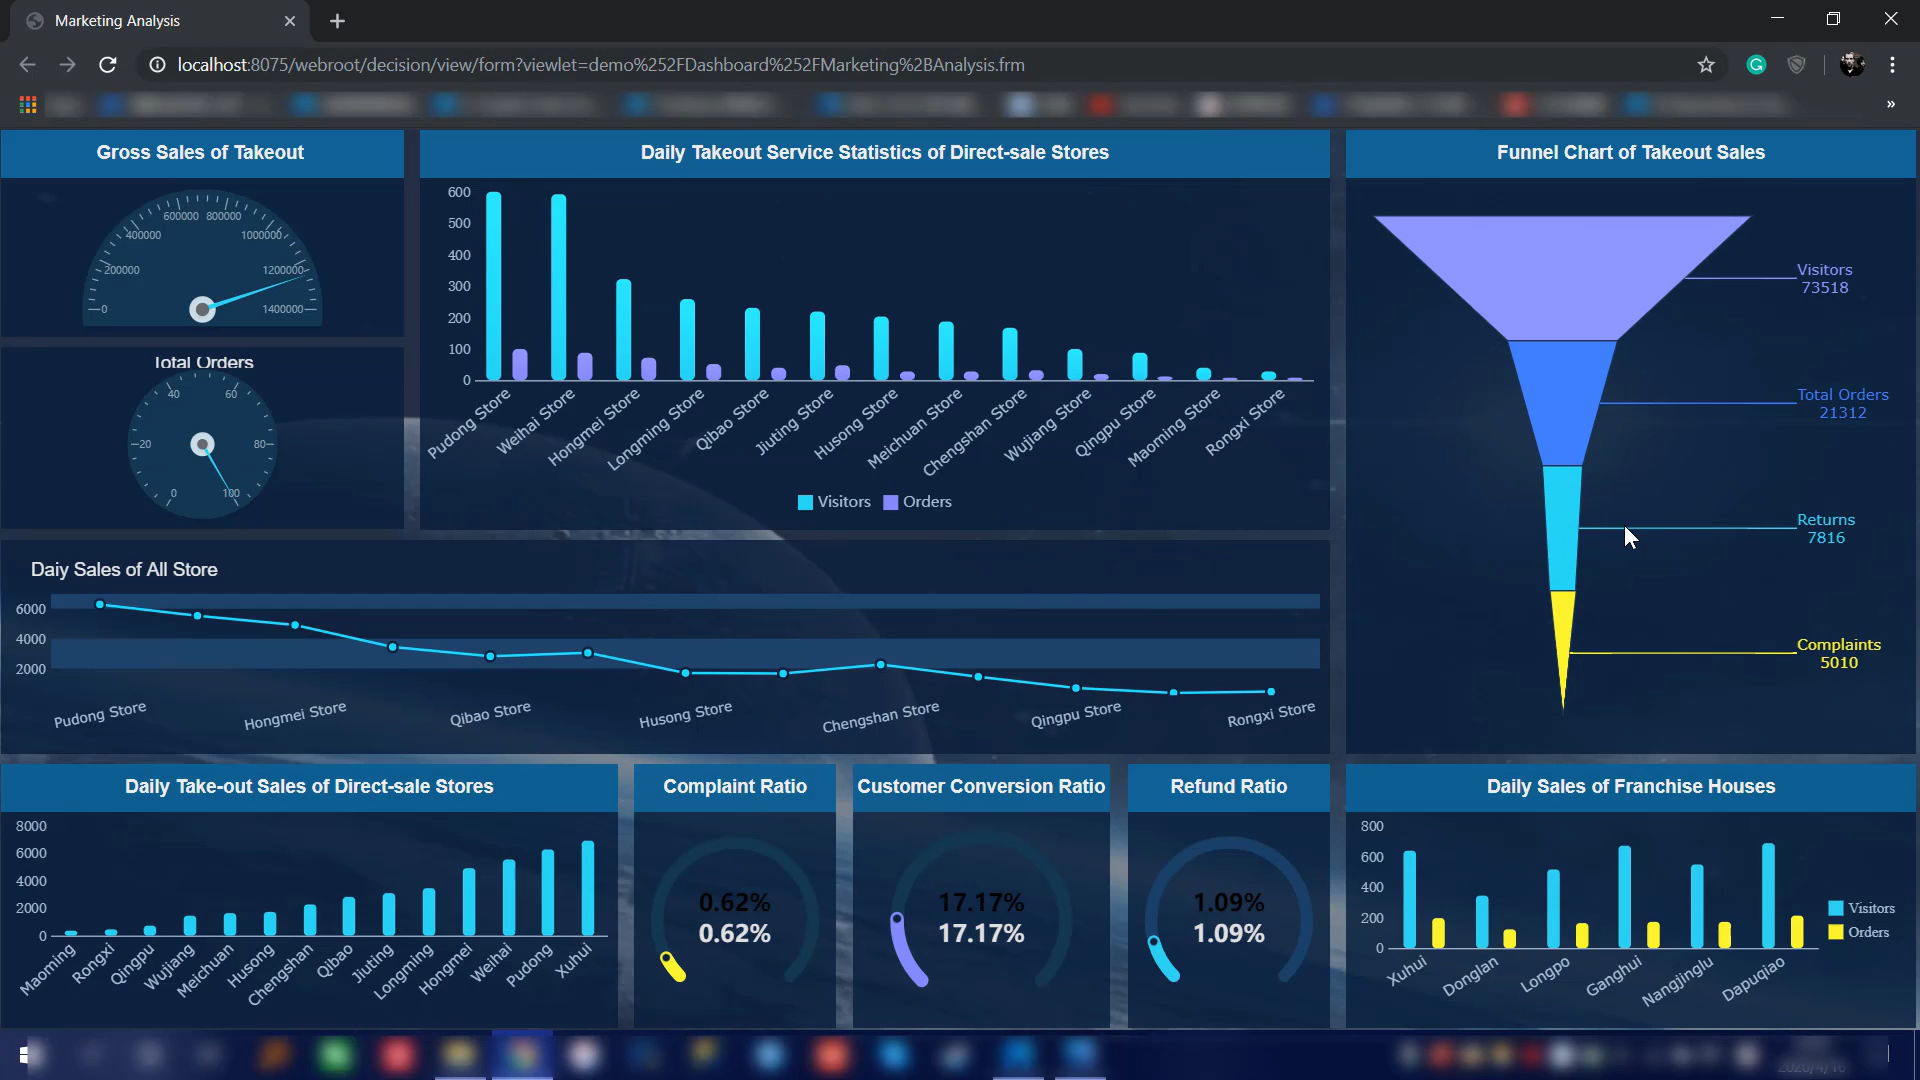 Marketing Analysis
localhost:8075/webroot/decision/view/form?viewlet=demo%252FDashboard%252FMarketing%2BAnalysis.frm
»
Gross Sales of Takeout
0
200000
400000
600000
800000
1000000
1200000
1400000
Total Orders
0
20
40
60
80
100
Daily Takeout Service Statistics of Direct-sale Stores
600
500
400
300
200
100
0
Pudong Store
Weihai Store
Hongmei Store
Longming Store
Qibao Store
Jiuting Store
Husong Store
Meichuan Store
Chengshan Store
Wujiang Store
Qingpu Store
Maoming Store
Rongxi Store
Visitors
Orders
Funnel Chart of Takeout Sales
Visitors
73518
Total Orders
21312
Returns
7816
Complaints
5010
Daiy Sales of All Store
6000
4000
2000
Pudong Store
Hongmei Store
Qibao Store
Husong Store
Chengshan Store
Qingpu Store
Rongxi Store
Daily Take-out Sales of Direct-sale Stores
8000
6000
4000
2000
0
Maoming
Rongxi
Qingpu
Wujiang
Meichuan
Husong
Chengshan
Qibao
Jiuting
Longming
Hongmei
Weihai
Pudong
Xuhui
Complaint Ratio
0.62%
0.62%
Customer Conversion Ratio
17.17%
17.17%
Refund Ratio
1.09%
1.09%
Daily Sales of Franchise Houses
800
600
400
200
0
Xuhui
Donglan
Longpo
Ganghui
Nangjinglu
Dapuqiao
Visitors
Orders